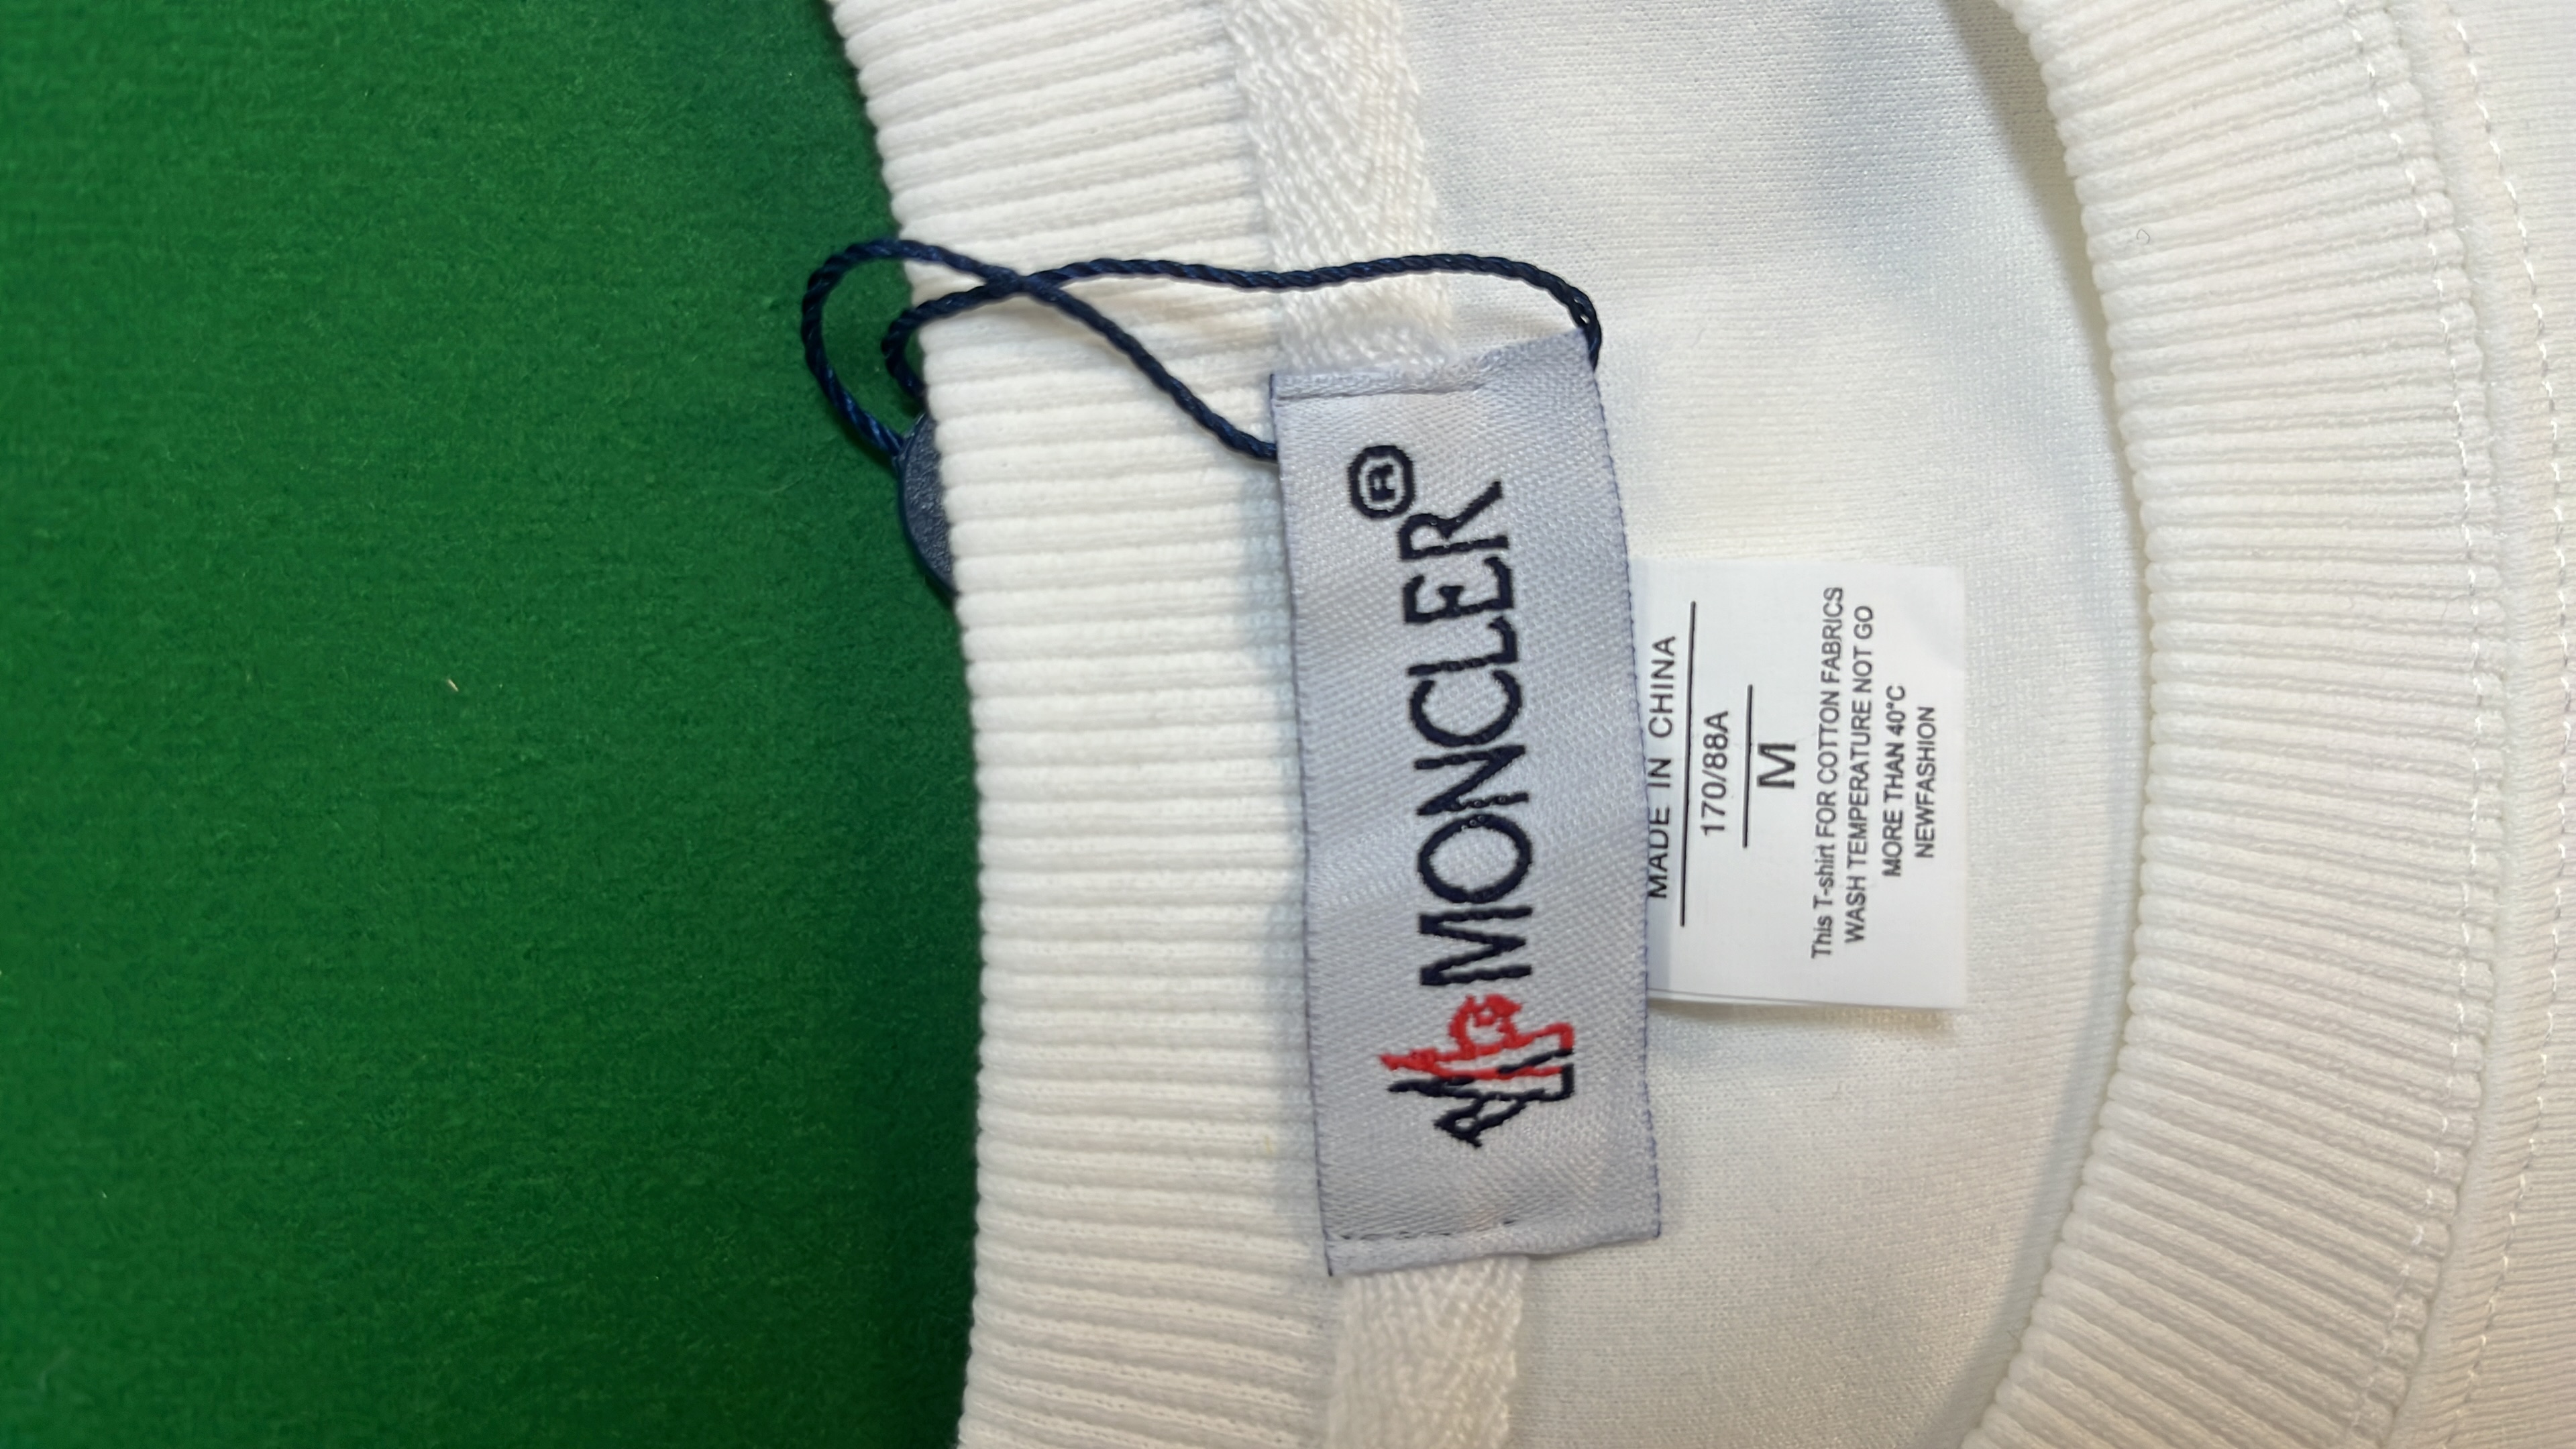 MONCLER®
MADE IN CHINA
170/88A
M
This T-shirt FOR COTTON FABRICS
WASH TEMPERATURE NOT GO
MORE THAN 40°C
NEWFASHION